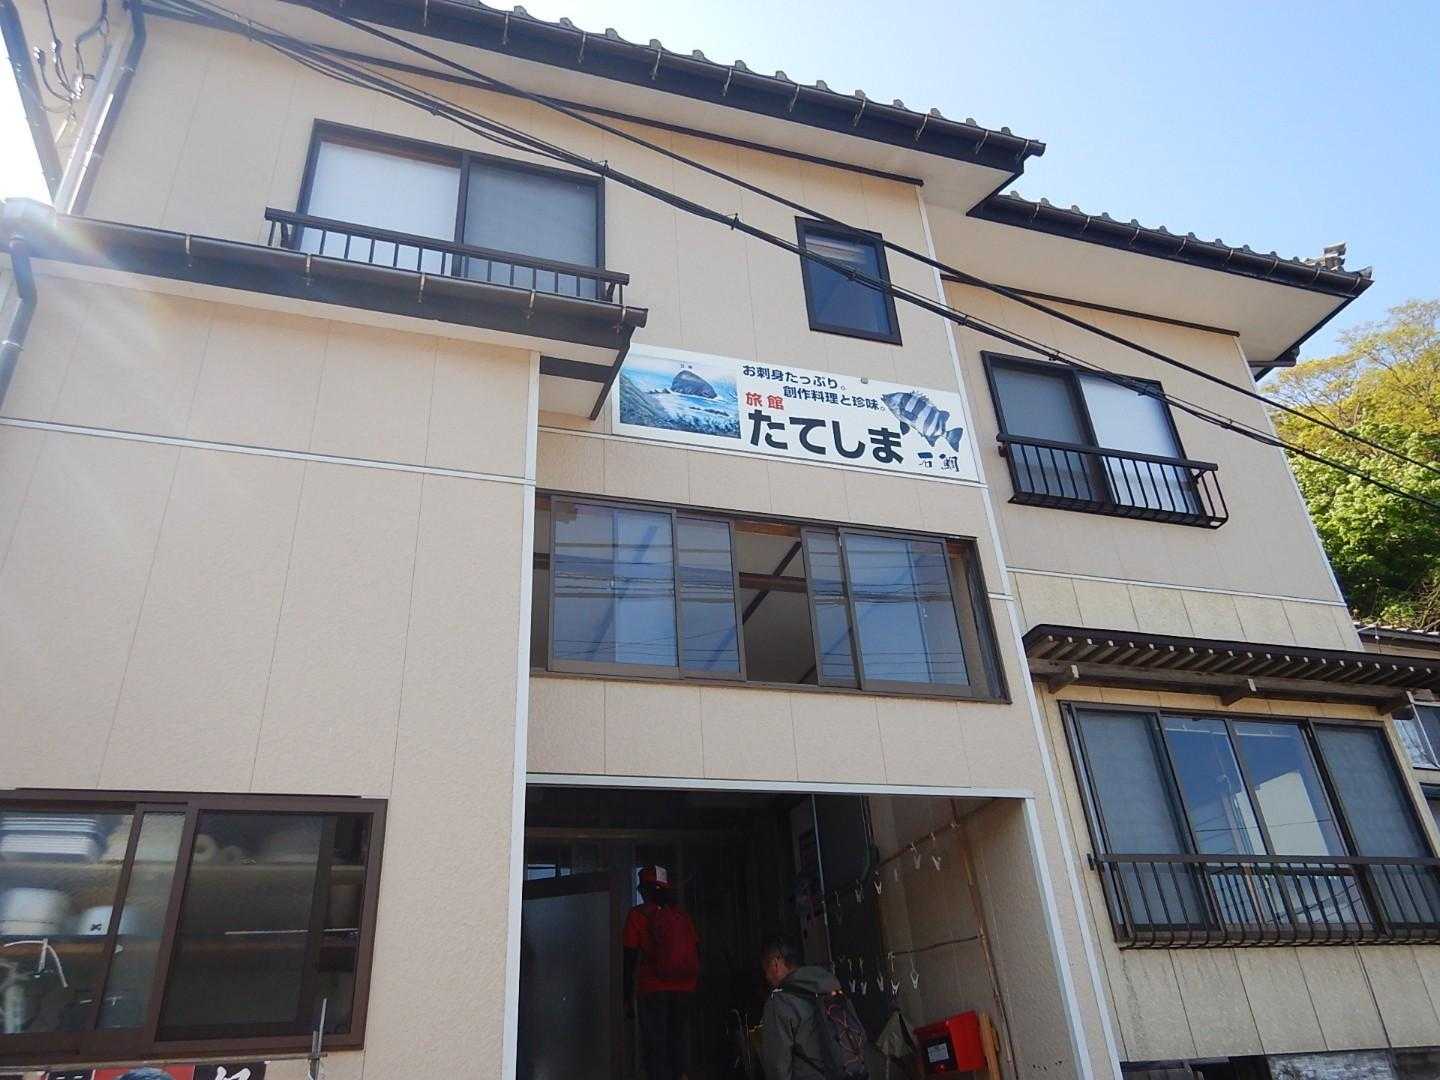 お刺身たっぷり。
創作料理と珍味。
旅館
たてしま
石鯛